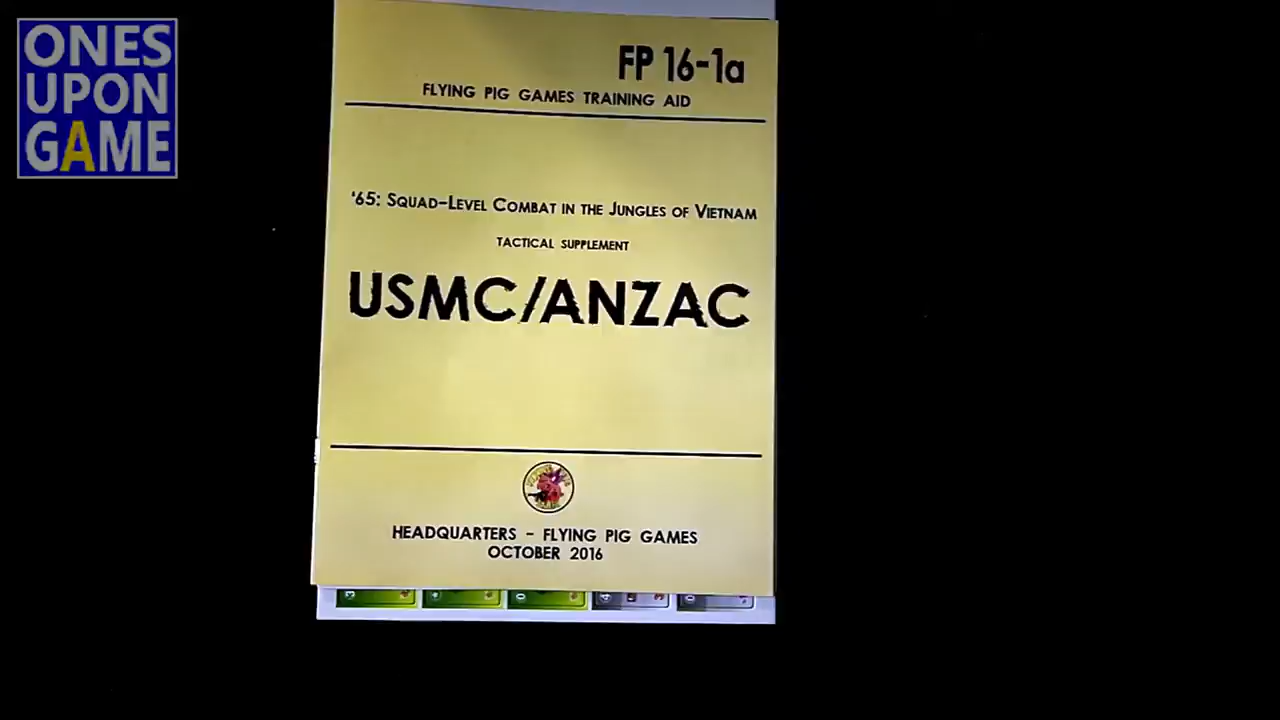 ONES
UPON
GAME
FP 16-1a
FLYING PIG GAMES TRAINING AID
'65: SQUAD-LEVEL COMBAT IN THE JUNGLES OF VIETNAM
TACTICAL SUPPLEMENT
USMC/ANZAC
HEADQUARTERS - FLYING PIG GAMES
OCTOBER 2016